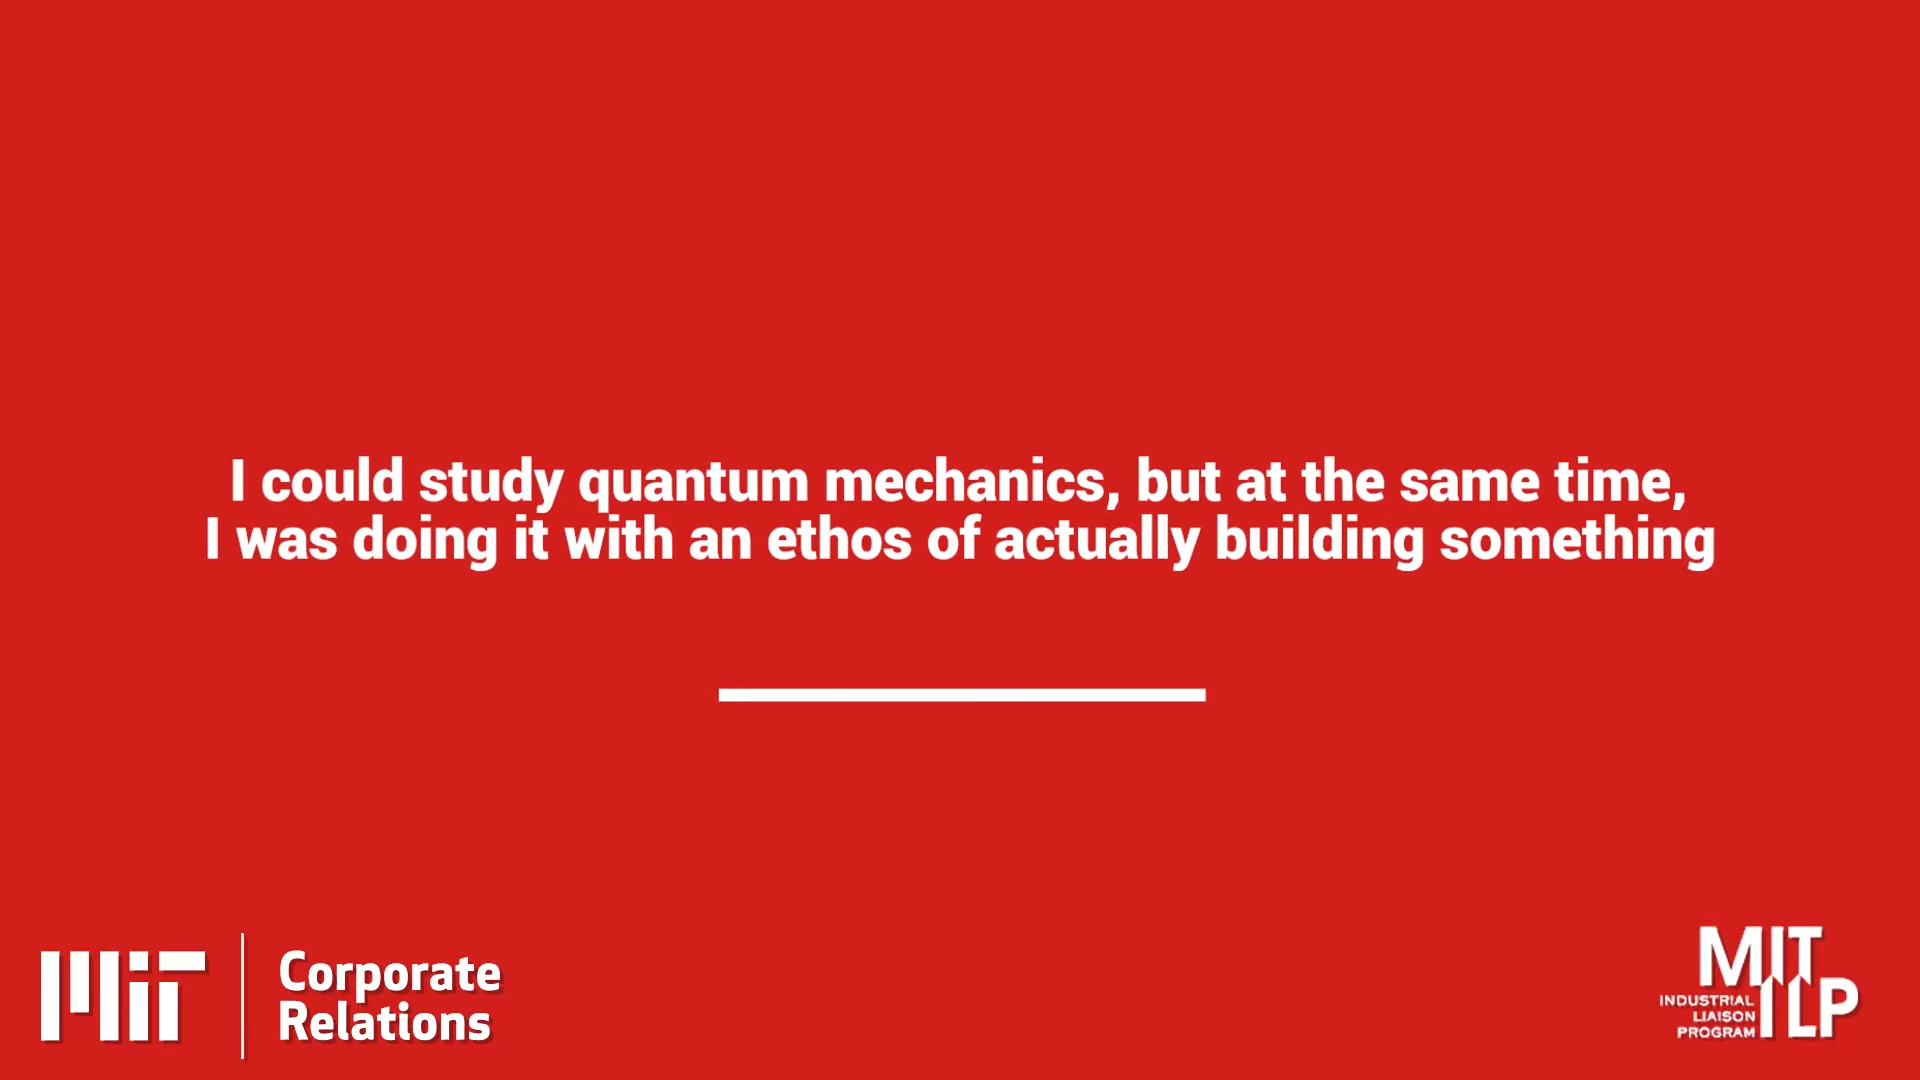 I could study quantum mechanics, but at the same time,
I was doing it with an ethos of actually building something
MIT
Corporate
Relations
MIT
ILP
INDUSTRIAL
LIAISON
PROGRAM